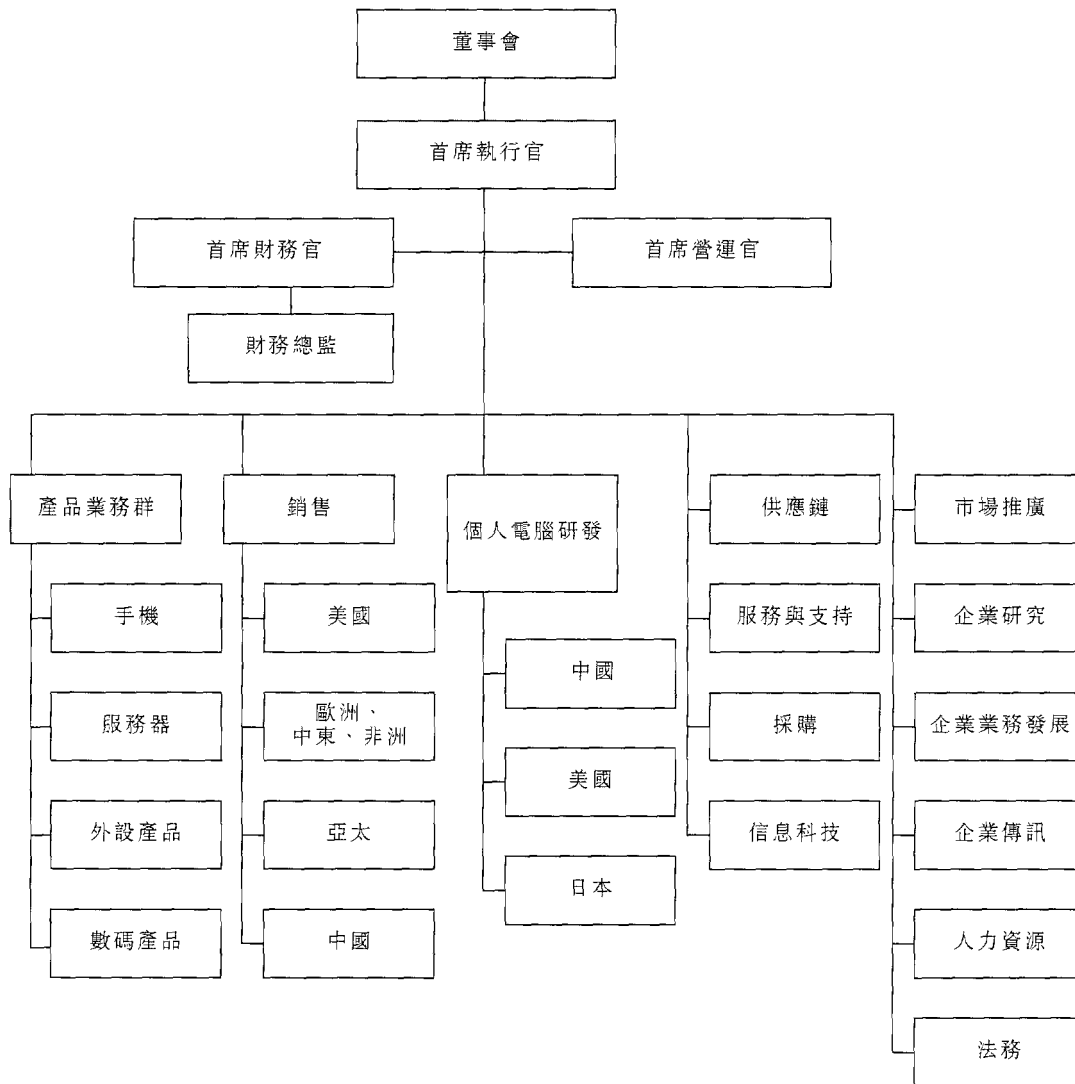 董事會
首席執行官
首席財務官
首席營運官
財務總監
產品業務群
手機
服務器
外設產品
數碼產品
銷售
美國
歐洲、
中東、非洲
亞太
中國
個人電腦研發
中國
美國
日本
供應鏈
服務與支持
採購
信息科技
市場推廣
企業研究
企業業務發展
企業傳訊
人力資源
法務